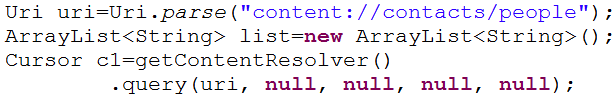 Uri uri=Uri.parse("content://contacts/people");
ArrayList<String> list=new ArrayList<String>();
Cursor c1=getContentResolver()
.query(uri, null, null, null, null);